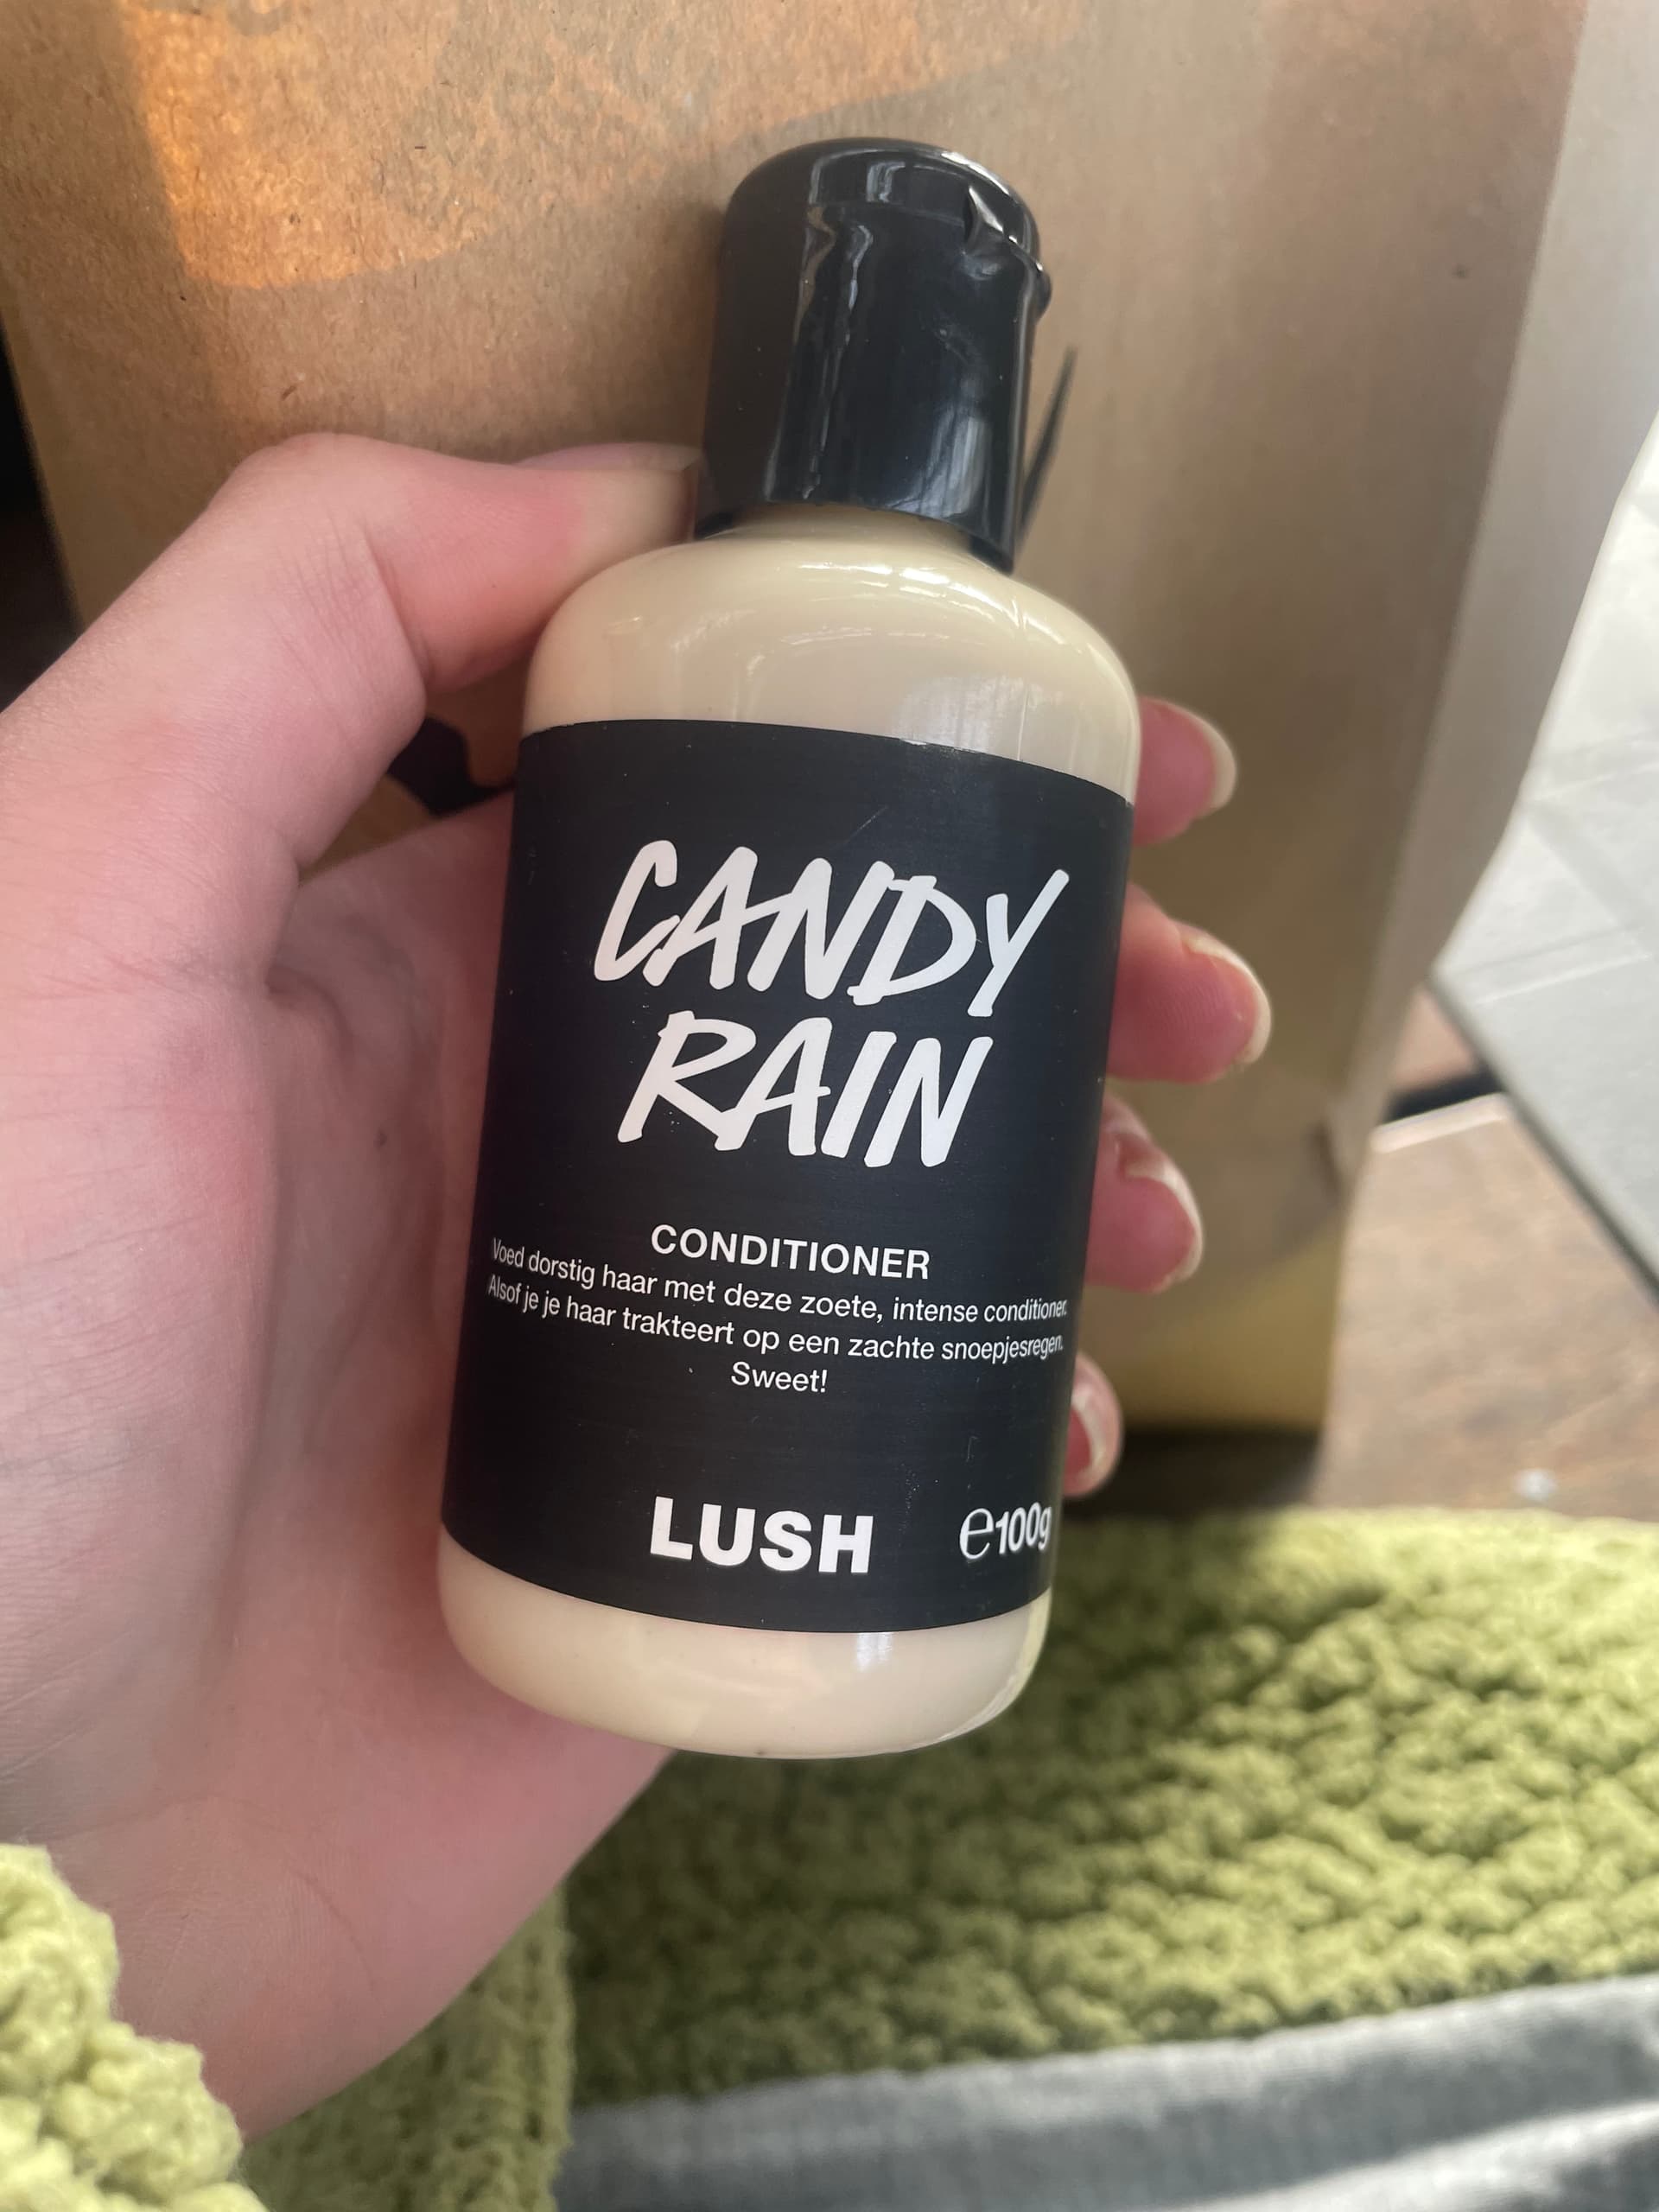 CANDY
RAIN
CONDITIONER
Voed dorstig haar met deze zoete, intense conditioner.
Alsof je je haar trakteert op een zachte snoepjesregen.
Sweet!
LUSH ℮100g